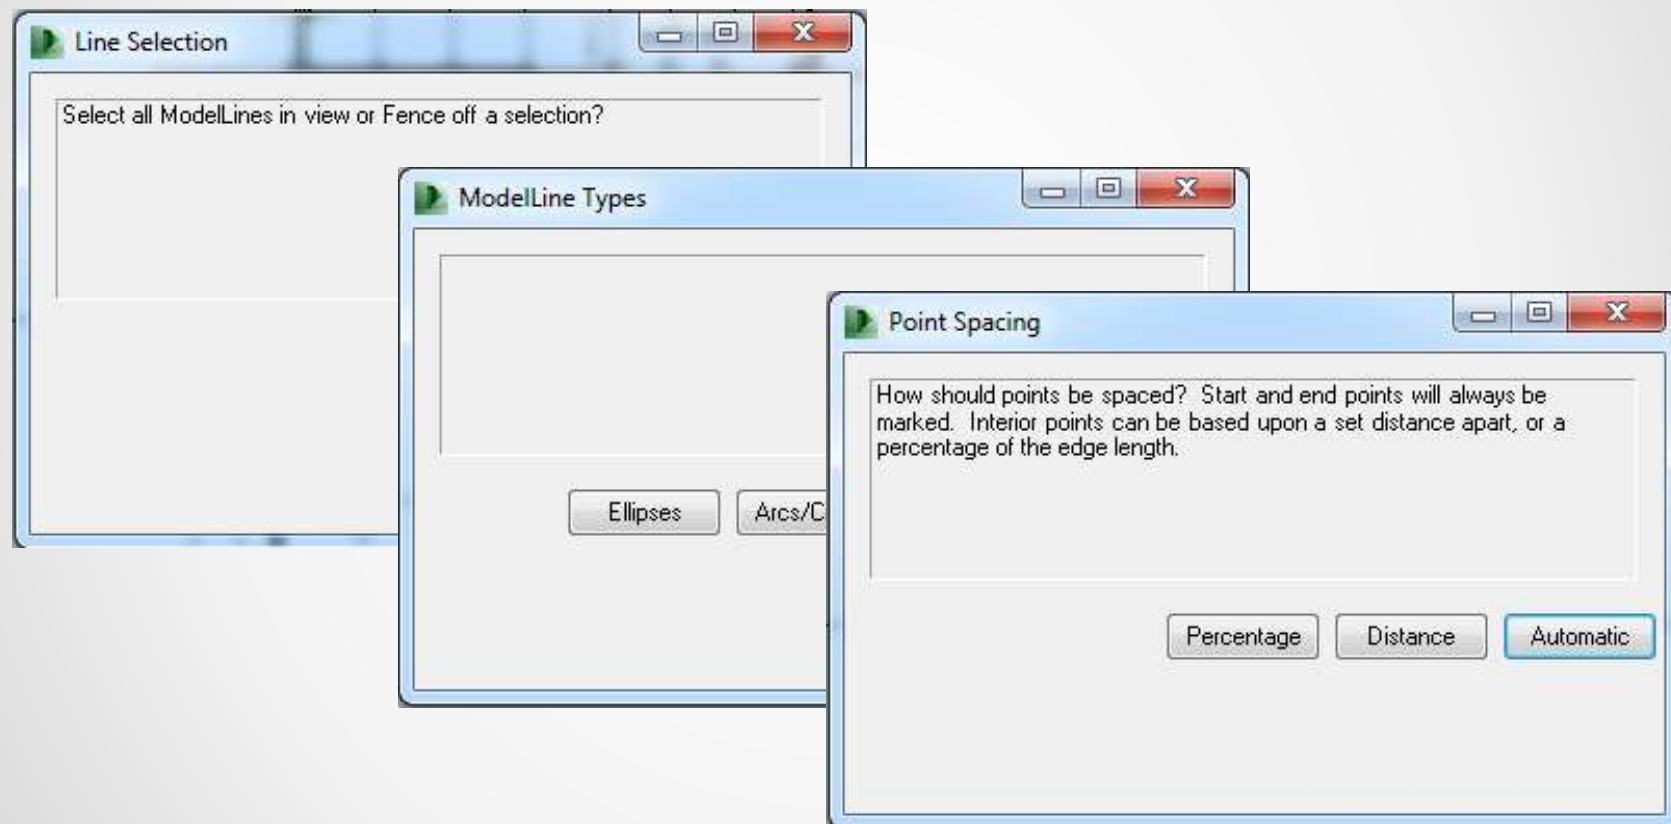 Line Selection
Select all ModelLines in view or Fence off a selection?
ModelLine Types
Ellipses
Arcs/C
Point Spacing
How should points be spaced?  Start and end points will always be
marked.  Interior points can be based upon a set distance apart, or a
percentage of the edge length.
Percentage
Distance
Automatic